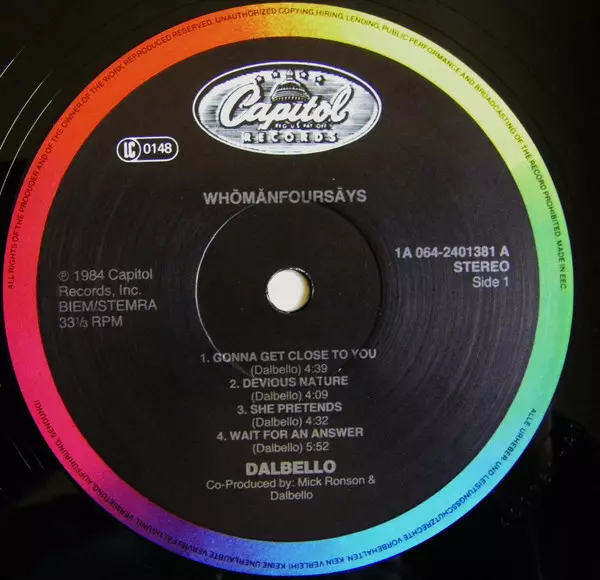 ALL RIGHTS OF THE PRODUCER AND OF THE OWNER OF THE WORK REPRODUCED RESERVED. UNAUTHORIZED COPYING, HIRING, LENDING, PUBLIC PERFORMANCE AND BROADCASTING OF THE RECORD PROHIBITED. MADE IN EEC.
Capitol
REG. U.S. PAT. OFF.
RECORDS
LC 0148
WHŌMĂNFOURSĀYS
1A 064-2401381 A
STEREO
Side 1
℗ 1984 Capitol
Records, Inc.
BIEM/STEMRA
33⅓ RPM
1. GONNA GET CLOSE TO YOU
(Dalbello) 4:39
2. DEVIOUS NATURE
(Dalbello) 4:09
3. SHE PRETENDS
(Dalbello) 4:32
4. WAIT FOR AN ANSWER
(Dalbello) 5:52
DALBELLO
Co-Produced by: Mick Ronson &
Dalbello
ALLE URHEBER- UND LEISTUNGSSCHUTZRECHTE VORBEHALTEN. KEIN VERLEIH! KEINE UNERLAUBTE VERVIELFÄLTIGUNG, VERMIETUNG, AUFFÜHRUNG, SENDUNG!